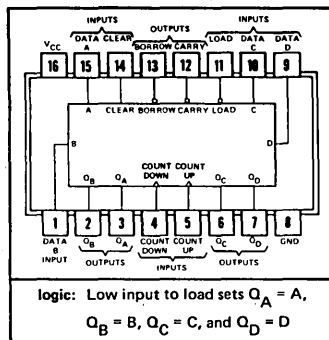 INPUTS OUTPUTS INPUTS
DATA CLEAR BORROW CARRY LOAD DATA DATA
VCC A C D
16 15 14 13 12 11 10 9
A CLEAR BORROW CARRY LOAD C
B D
COUNT COUNT
QB QA DOWN UP QC QD
1 2 3 4 5 6 7 8
DATA QB QA COUNT COUNT QC QD GND
B DOWN UP
INPUT OUTPUTS INPUTS OUTPUTS
logic: Low input to load sets QA = A,
QB = B, QC = C, and QD = D